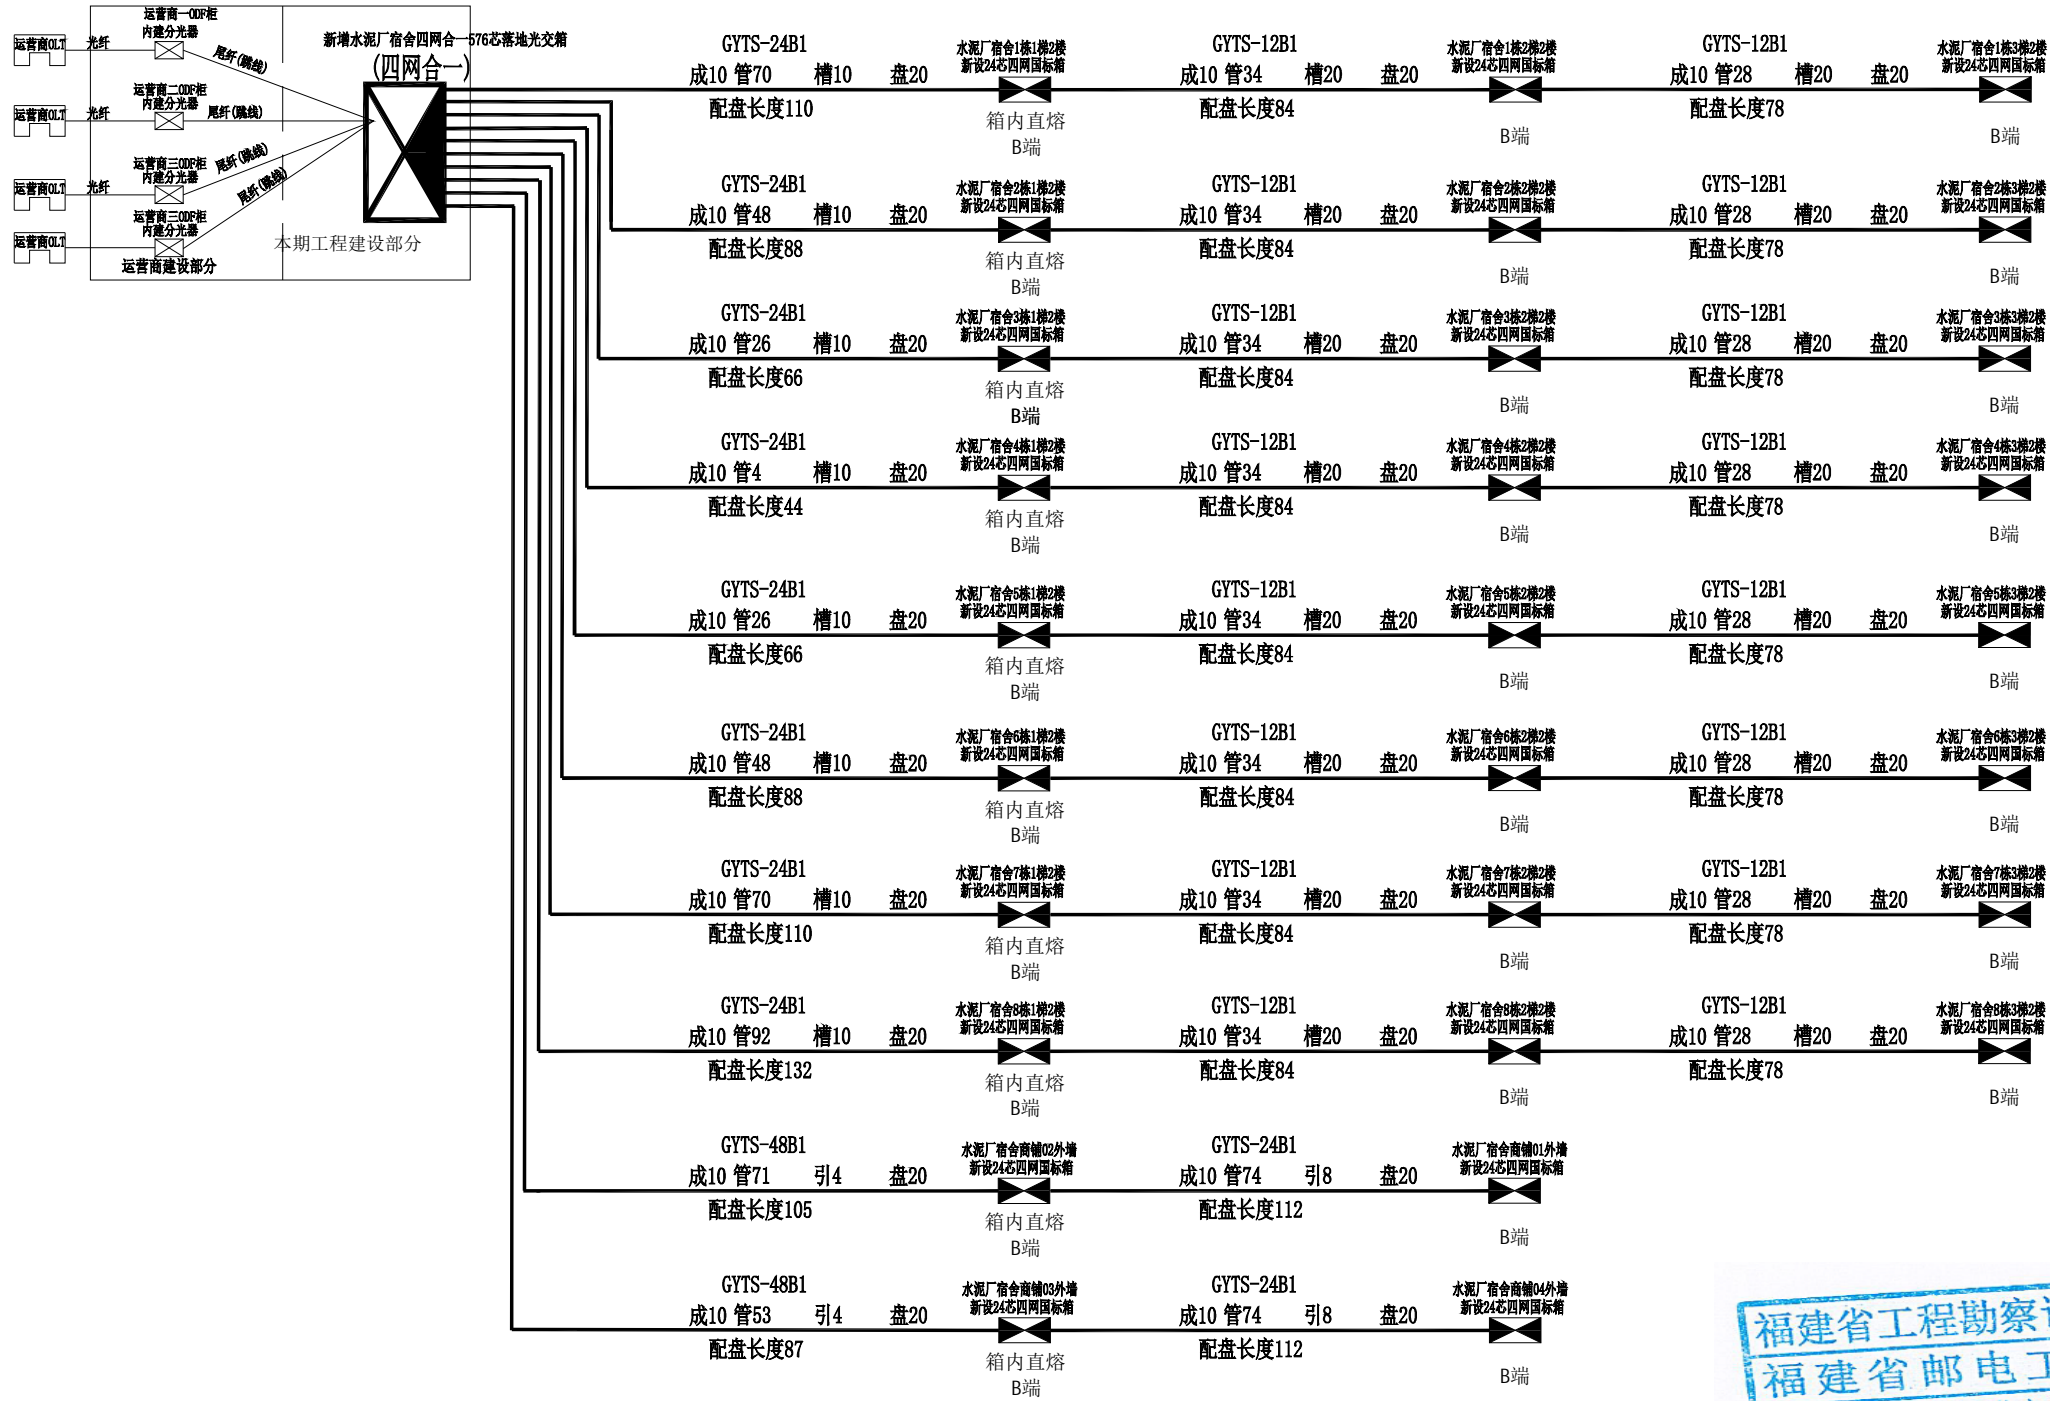 运营商一ODF柜
内建分光器
运营商OLT
光纤
尾纤(跳线)
运营商二ODF柜
内建分光器
运营商OLT
光纤
尾纤(跳线)
运营商三ODF柜
内建分光器
运营商OLT
光纤
尾纤(跳线)
运营商三ODF柜
内建分光器
运营商OLT
尾纤(跳线)
运营商建设部分
本期工程建设部分
新增水泥厂宿舍四网合一576芯落地光交箱
(四网合一)
GYTS-24B1
成10 管70 槽10 盘20
配盘长度110
水泥厂宿舍1栋1梯2楼
新设24芯四网国标箱
箱内直熔
B端
GYTS-12B1
成10 管34 槽20 盘20
配盘长度84
水泥厂宿舍1栋2梯2楼
新设24芯四网国标箱
B端
GYTS-12B1
成10 管28 槽20 盘20
配盘长度78
水泥厂宿舍1栋3梯2楼
新设24芯四网国标箱
B端
GYTS-24B1
成10 管48 槽10 盘20
配盘长度88
水泥厂宿舍2栋1梯2楼
新设24芯四网国标箱
箱内直熔
B端
GYTS-12B1
成10 管34 槽20 盘20
配盘长度84
水泥厂宿舍2栋2梯2楼
新设24芯四网国标箱
B端
GYTS-12B1
成10 管28 槽20 盘20
配盘长度78
水泥厂宿舍2栋3梯2楼
新设24芯四网国标箱
B端
GYTS-24B1
成10 管26 槽10 盘20
配盘长度66
水泥厂宿舍3栋1梯2楼
新设24芯四网国标箱
箱内直熔
B端
GYTS-12B1
成10 管34 槽20 盘20
配盘长度84
水泥厂宿舍3栋2梯2楼
新设24芯四网国标箱
B端
GYTS-12B1
成10 管28 槽20 盘20
配盘长度78
水泥厂宿舍3栋3梯2楼
新设24芯四网国标箱
B端
GYTS-24B1
成10 管4 槽10 盘20
配盘长度44
水泥厂宿舍4栋1梯2楼
新设24芯四网国标箱
箱内直熔
B端
GYTS-12B1
成10 管34 槽20 盘20
配盘长度84
水泥厂宿舍4栋2梯2楼
新设24芯四网国标箱
B端
GYTS-12B1
成10 管28 槽20 盘20
配盘长度78
水泥厂宿舍4栋3梯2楼
新设24芯四网国标箱
B端
GYTS-24B1
成10 管26 槽10 盘20
配盘长度66
水泥厂宿舍5栋1梯2楼
新设24芯四网国标箱
箱内直熔
B端
GYTS-12B1
成10 管34 槽20 盘20
配盘长度84
水泥厂宿舍5栋2梯2楼
新设24芯四网国标箱
B端
GYTS-12B1
成10 管28 槽20 盘20
配盘长度78
水泥厂宿舍5栋3梯2楼
新设24芯四网国标箱
B端
GYTS-24B1
成10 管48 槽10 盘20
配盘长度88
水泥厂宿舍6栋1梯2楼
新设24芯四网国标箱
箱内直熔
B端
GYTS-12B1
成10 管34 槽20 盘20
配盘长度84
水泥厂宿舍6栋2梯2楼
新设24芯四网国标箱
B端
GYTS-12B1
成10 管28 槽20 盘20
配盘长度78
水泥厂宿舍6栋3梯2楼
新设24芯四网国标箱
B端
GYTS-24B1
成10 管70 槽10 盘20
配盘长度110
水泥厂宿舍7栋1梯2楼
新设24芯四网国标箱
箱内直熔
B端
GYTS-12B1
成10 管34 槽20 盘20
配盘长度84
水泥厂宿舍7栋2梯2楼
新设24芯四网国标箱
B端
GYTS-12B1
成10 管28 槽20 盘20
配盘长度78
水泥厂宿舍7栋3梯2楼
新设24芯四网国标箱
B端
GYTS-24B1
成10 管92 槽10 盘20
配盘长度132
水泥厂宿舍8栋1梯2楼
新设24芯四网国标箱
箱内直熔
B端
GYTS-12B1
成10 管34 槽20 盘20
配盘长度84
水泥厂宿舍8栋2梯2楼
新设24芯四网国标箱
B端
GYTS-12B1
成10 管28 槽20 盘20
配盘长度78
水泥厂宿舍8栋3梯2楼
新设24芯四网国标箱
B端
GYTS-48B1
成10 管71 引4 盘20
配盘长度105
水泥厂宿舍商铺02外墙
新设24芯四网国标箱
箱内直熔
B端
GYTS-24B1
成10 管74 引8 盘20
配盘长度112
水泥厂宿舍商铺01外墙
新设24芯四网国标箱
B端
GYTS-48B1
成10 管53 引4 盘20
配盘长度87
水泥厂宿舍商铺03外墙
新设24芯四网国标箱
箱内直熔
B端
GYTS-24B1
成10 管74 引8 盘20
配盘长度112
水泥厂宿舍商铺04外墙
新设24芯四网国标箱
B端
福建省工程勘察
福建省邮电工